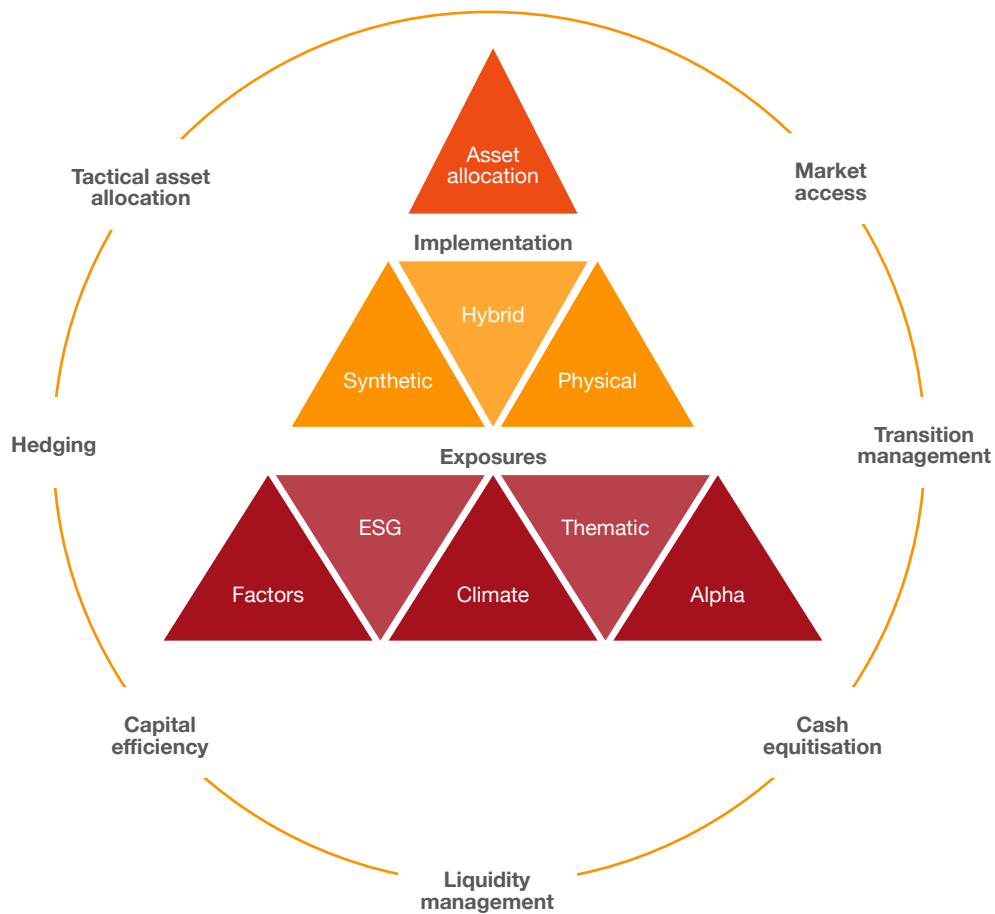 Tactical asset
allocation
Market
access
Asset
allocation
Implementation
Hybrid
Synthetic
Physical
Hedging
Transition
management
Exposures
ESG
Thematic
Factors
Climate
Alpha
Capital
efficiency
Cash
equitisation
Liquidity
management